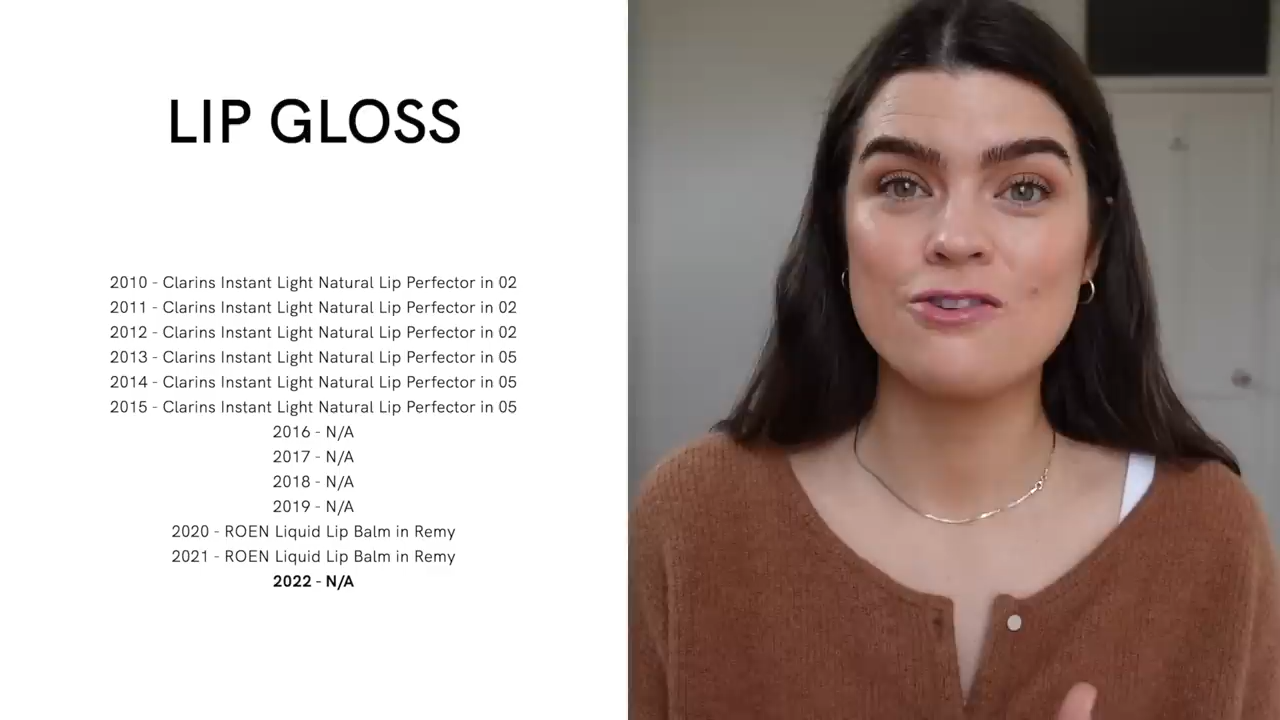 LIP GLOSS
2010 - Clarins Instant Light Natural Lip Perfector in 02
2011 - Clarins Instant Light Natural Lip Perfector in 02
2012 - Clarins Instant Light Natural Lip Perfector in 02
2013 - Clarins Instant Light Natural Lip Perfector in 05
2014 - Clarins Instant Light Natural Lip Perfector in 05
2015 - Clarins Instant Light Natural Lip Perfector in 05
2016 - N/A
2017 - N/A
2018 - N/A
2019 - N/A
2020 - ROEN Liquid Lip Balm in Remy
2021 - ROEN Liquid Lip Balm in Remy
2022 - N/A